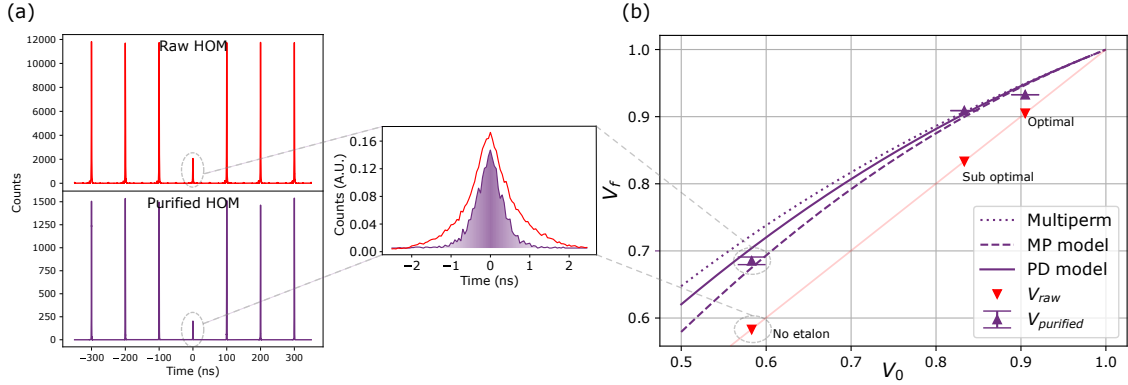 (a)
Raw HOM
12000
10000
8000
6000
4000
2000
0
Counts
Purified HOM
1500
1250
1000
750
500
250
0
−300 −200 −100 0 100 200 300
Time (ns)
0.16
0.12
0.08
0.04
0.00
Counts (A.U.)
−2 −1 0 1 2
Time (ns)
(b)
1.0
0.9
0.8
0.7
0.6
V_f
Optimal
Sub optimal
No etalon
Multiperm
MP model
PD model
V_raw
V_purified
0.5 0.6 0.7 0.8 0.9 1.0
V_0